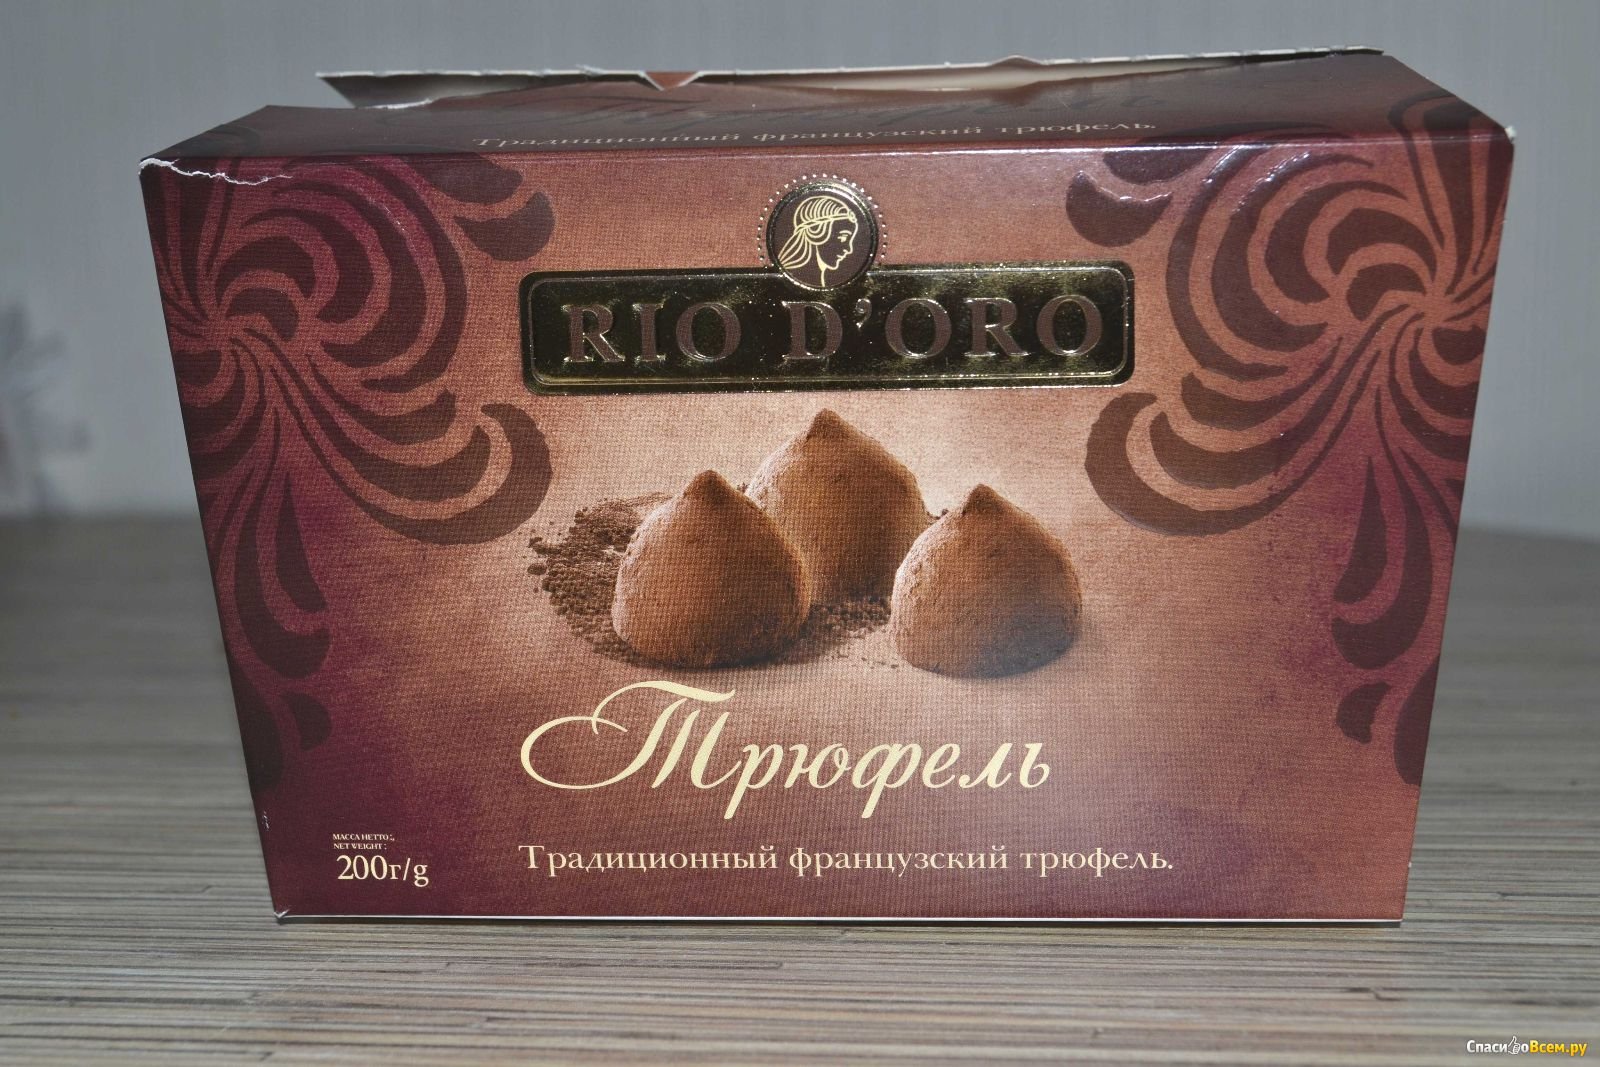 Традиционный французский трюфель.
RIO D'ORO
Трюфель
МАССА НЕТТО:,
NET WEIGHT:
200г/g
Традиционный французский трюфель.
СпасибоВсем.ру